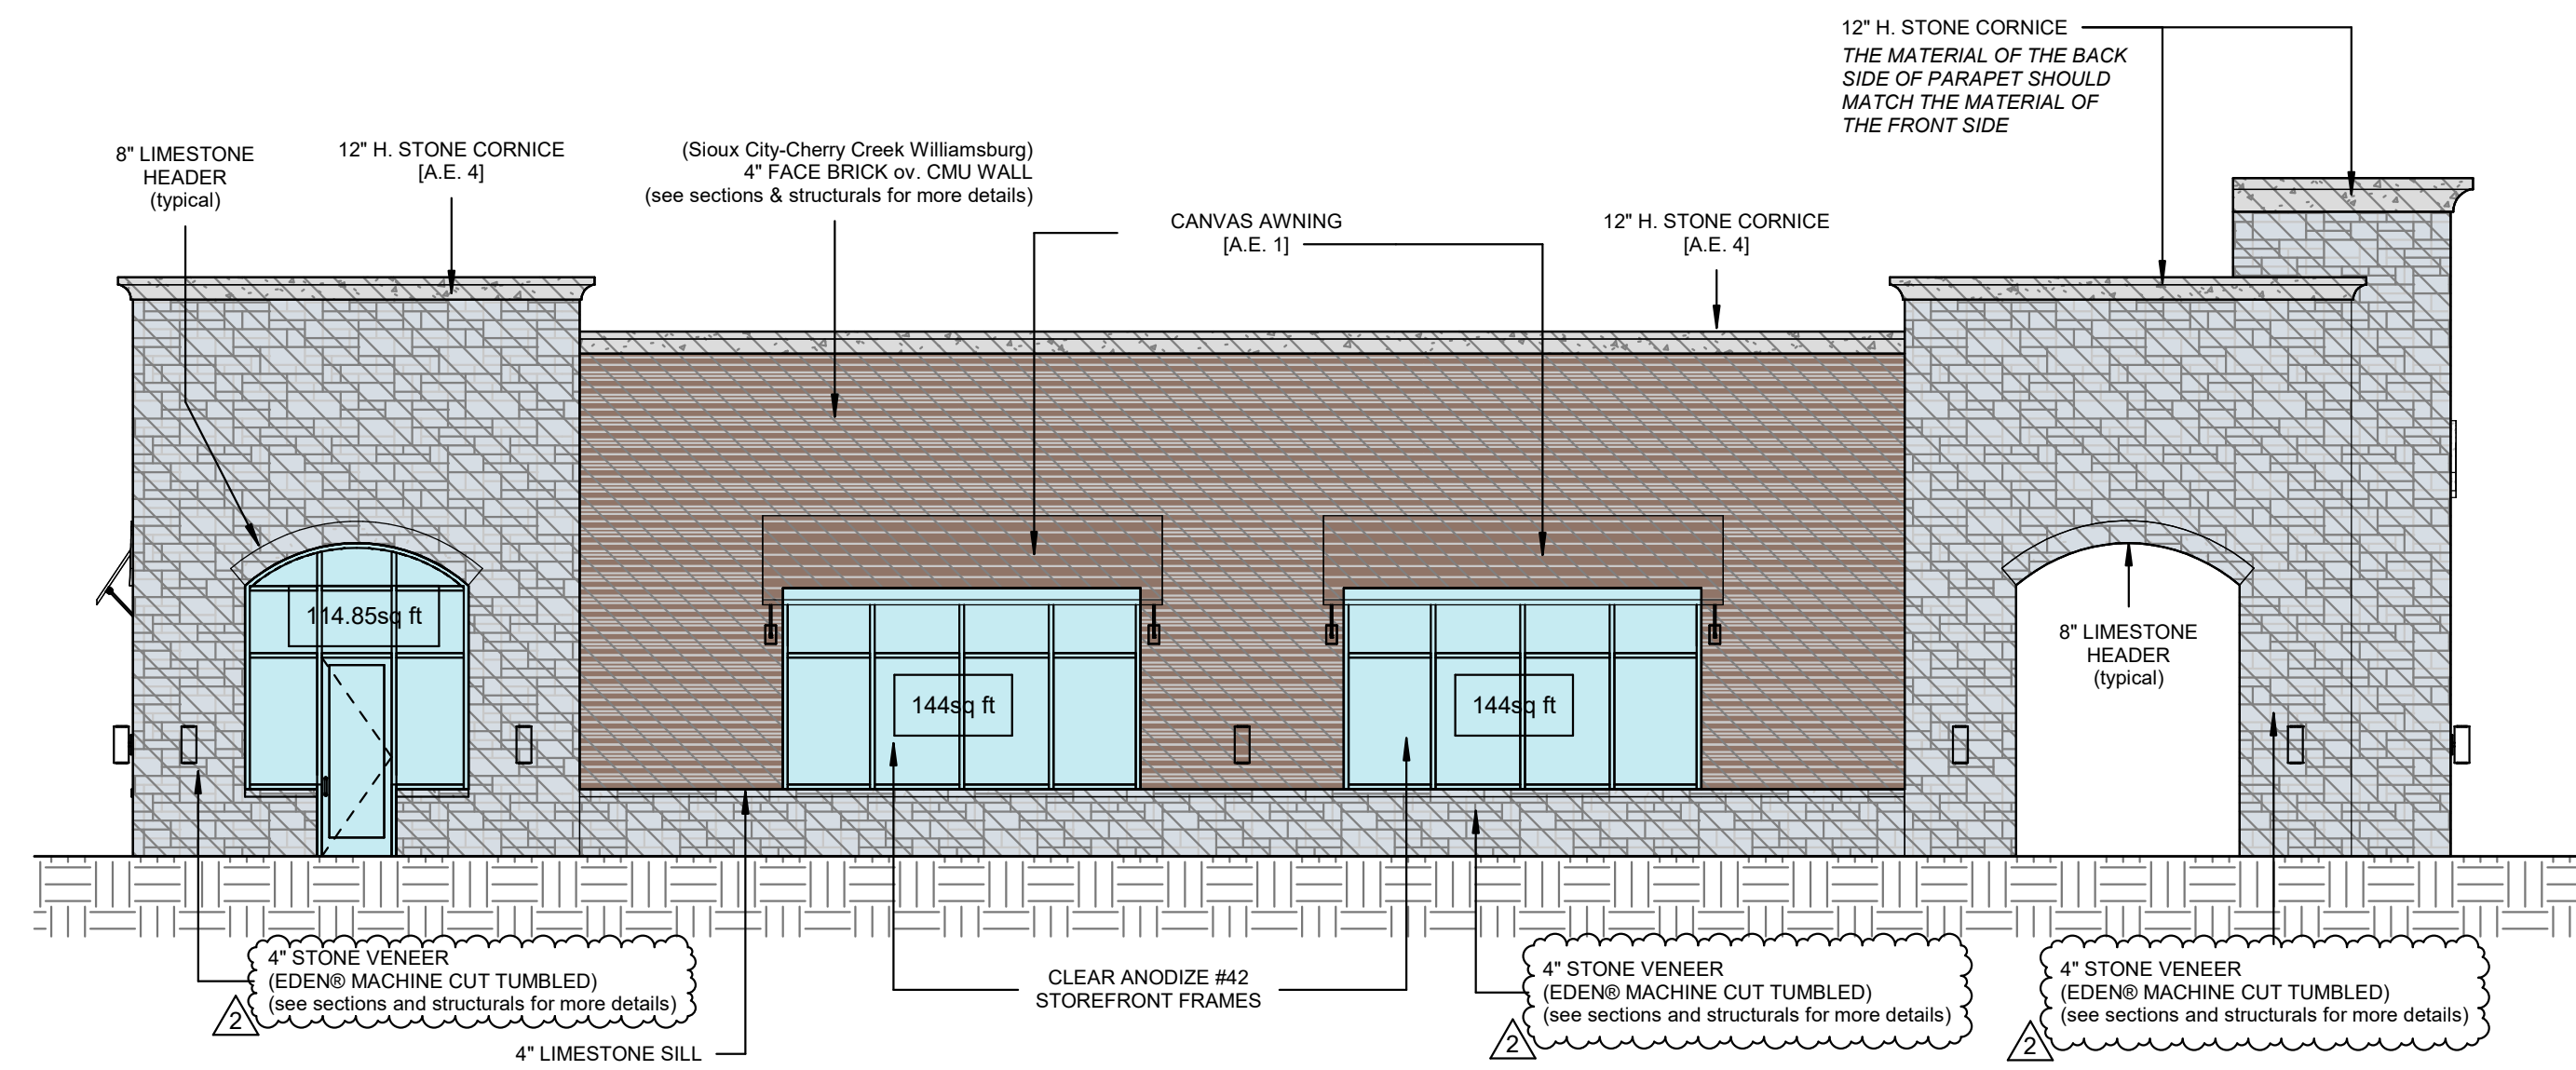 12" H. STONE CORNICE
THE MATERIAL OF THE BACK
SIDE OF PARAPET SHOULD
MATCH THE MATERIAL OF
THE FRONT SIDE
8" LIMESTONE
HEADER
(typical)
12" H. STONE CORNICE
[A.E. 4]
(Sioux City-Cherry Creek Williamsburg)
4" FACE BRICK ov. CMU WALL
(see sections & structurals for more details)
CANVAS AWNING
[A.E. 1]
12" H. STONE CORNICE
[A.E. 4]
114.85sq ft
144sq ft
144sq ft
8" LIMESTONE
HEADER
(typical)
4" STONE VENEER
(EDEN® MACHINE CUT TUMBLED)
(see sections and structurals for more details)
2
4" LIMESTONE SILL
CLEAR ANODIZE #42
STOREFRONT FRAMES
4" STONE VENEER
(EDEN® MACHINE CUT TUMBLED)
(see sections and structurals for more details)
2
4" STONE VENEER
(EDEN® MACHINE CUT TUMBLED)
(see sections and structurals for more details)
2